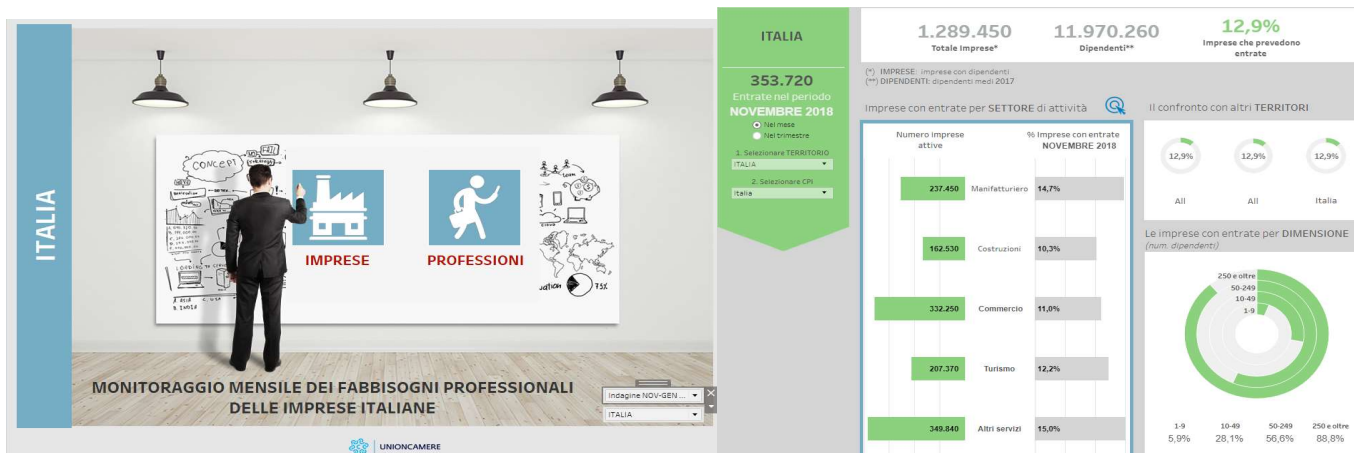 ITALIA
CONCEPT
IMPRESE
PROFESSIONI
team
75%
A. ASIA C. USA
B. INDIA
MONITORAGGIO MENSILE DEI FABBISOGNI PROFESSIONALI
DELLE IMPRESE ITALIANE
Indagine NOV-GEN ...
ITALIA
UNIONCAMERE
ITALIA
353.720
Entrate nel periodo
NOVEMBRE 2018
Nel mese
Nel trimestre
1. Selezionare TERRITORIO
ITALIA
2. Selezionare CPI
Italia
1.289.450
Totale Imprese*
11.970.260
Dipendenti**
12,9%
Imprese che prevedono
entrate
(*) IMPRESE: imprese con dipendenti
(**) DIPENDENTI: dipendenti medi 2017
Imprese con entrate per SETTORE di attività
Numero imprese
attive
% Imprese con entrate
NOVEMBRE 2018
237.450 Manifatturiero 14,7%
162.530 Costruzioni 10,3%
332.250 Commercio 11,0%
207.370 Turismo 12,2%
349.840 Altri servizi 15,0%
Il confronto con altri TERRITORI
12,9% 12,9% 12,9%
All All Italia
Le imprese con entrate per DIMENSIONE
(num. dipendenti)
250 e oltre
50-249
10-49
1-9
1-9 10-49 50-249 250 e oltre
5,9% 28,1% 56,6% 88,8%